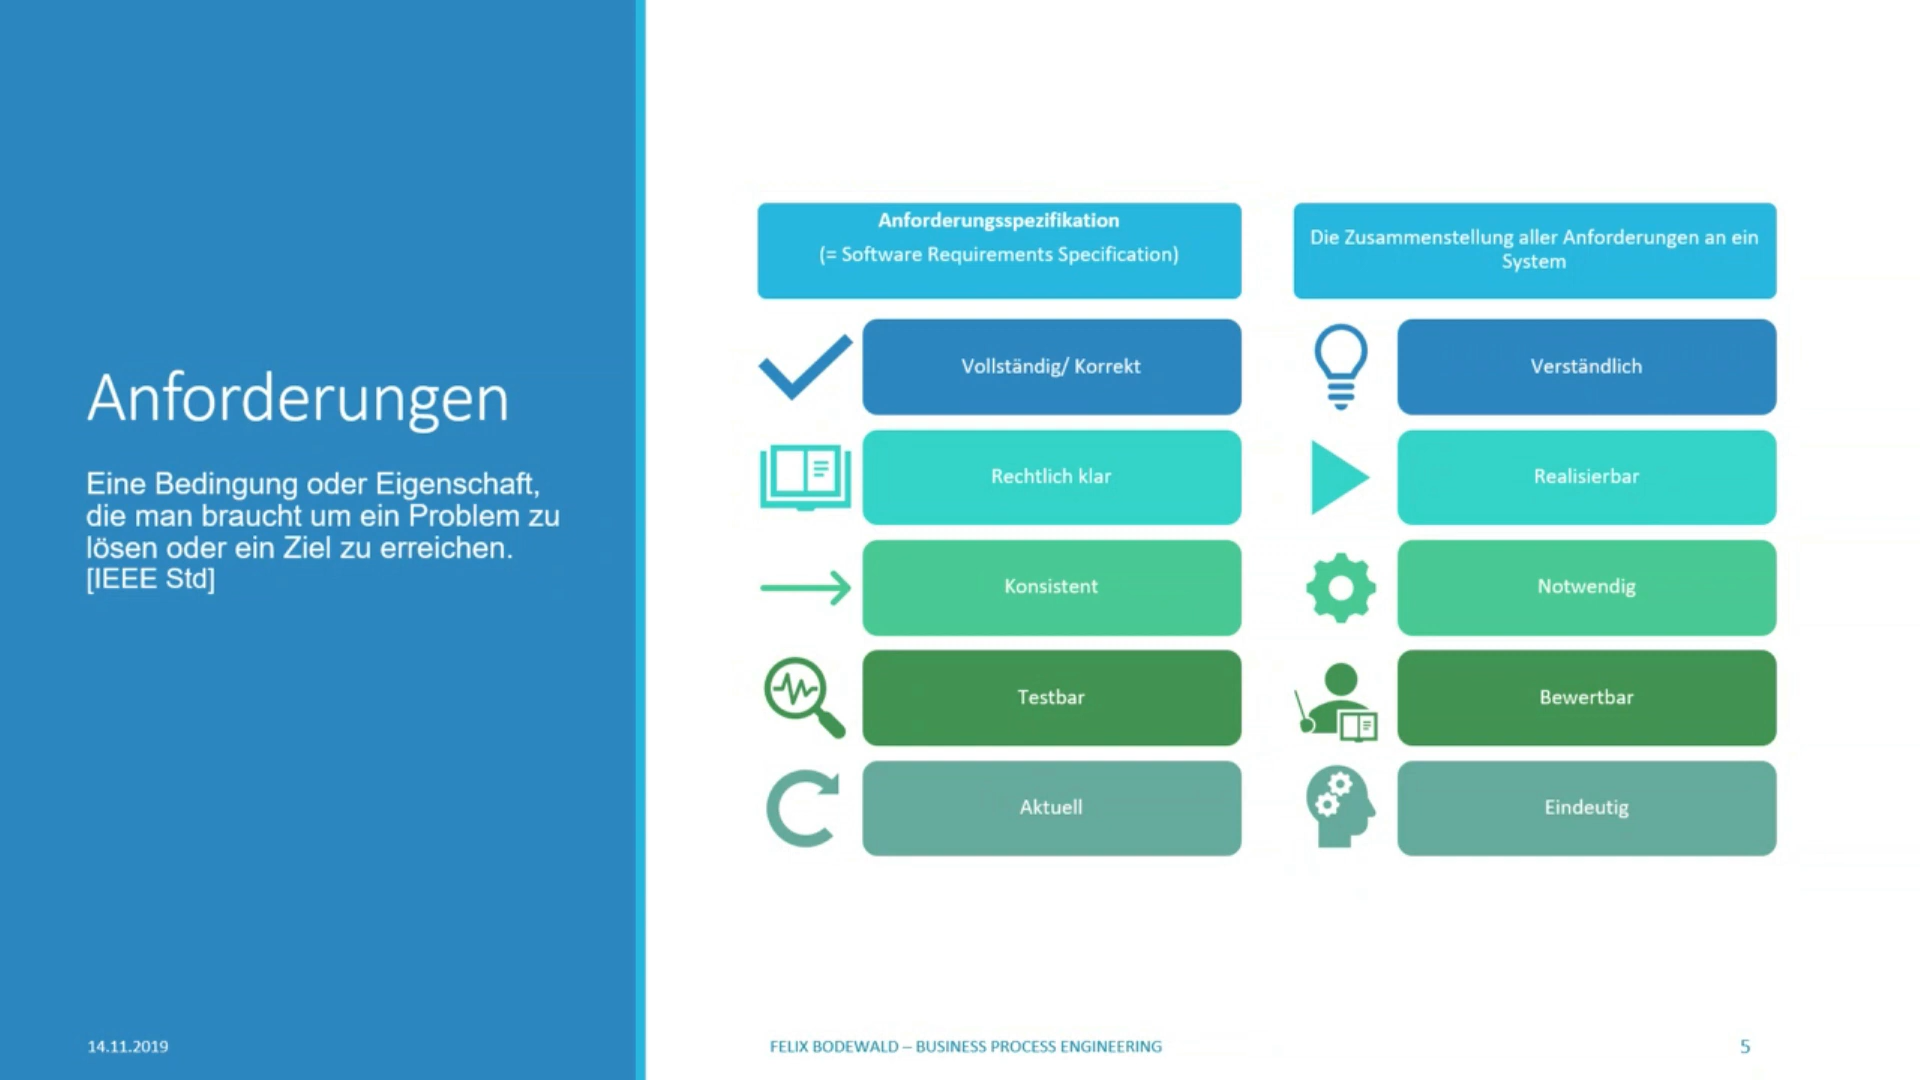 Anforderungen
Eine Bedingung oder Eigenschaft,
die man braucht um ein Problem zu
lösen oder ein Ziel zu erreichen.
[IEEE Std]
Anforderungsspezifikation
(= Software Requirements Specification)
Die Zusammenstellung aller Anforderungen an ein
System
Vollständig/ Korrekt
Verständlich
Rechtlich klar
Realisierbar
Konsistent
Notwendig
Testbar
Bewertbar
Aktuell
Eindeutig
14.11.2019
FELIX BODEWALD – BUSINESS PROCESS ENGINEERING
5